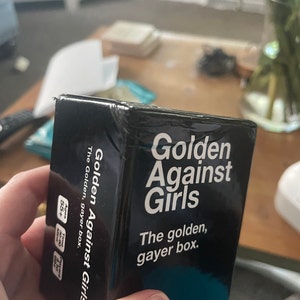 Golden
Against
Girls
The golden,
gayer box.
Golden Against Girls
The Golden, gayer box.